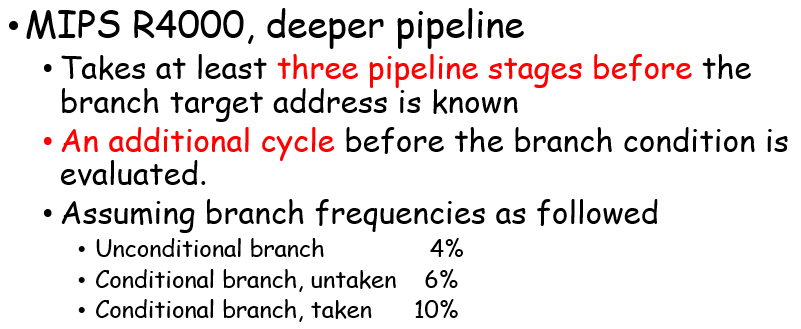 • MIPS R4000, deeper pipeline
• Takes at least three pipeline stages before the
branch target address is known
• An additional cycle before the branch condition is
evaluated.
• Assuming branch frequencies as followed
• Unconditional branch 4%
• Conditional branch, untaken 6%
• Conditional branch, taken 10%